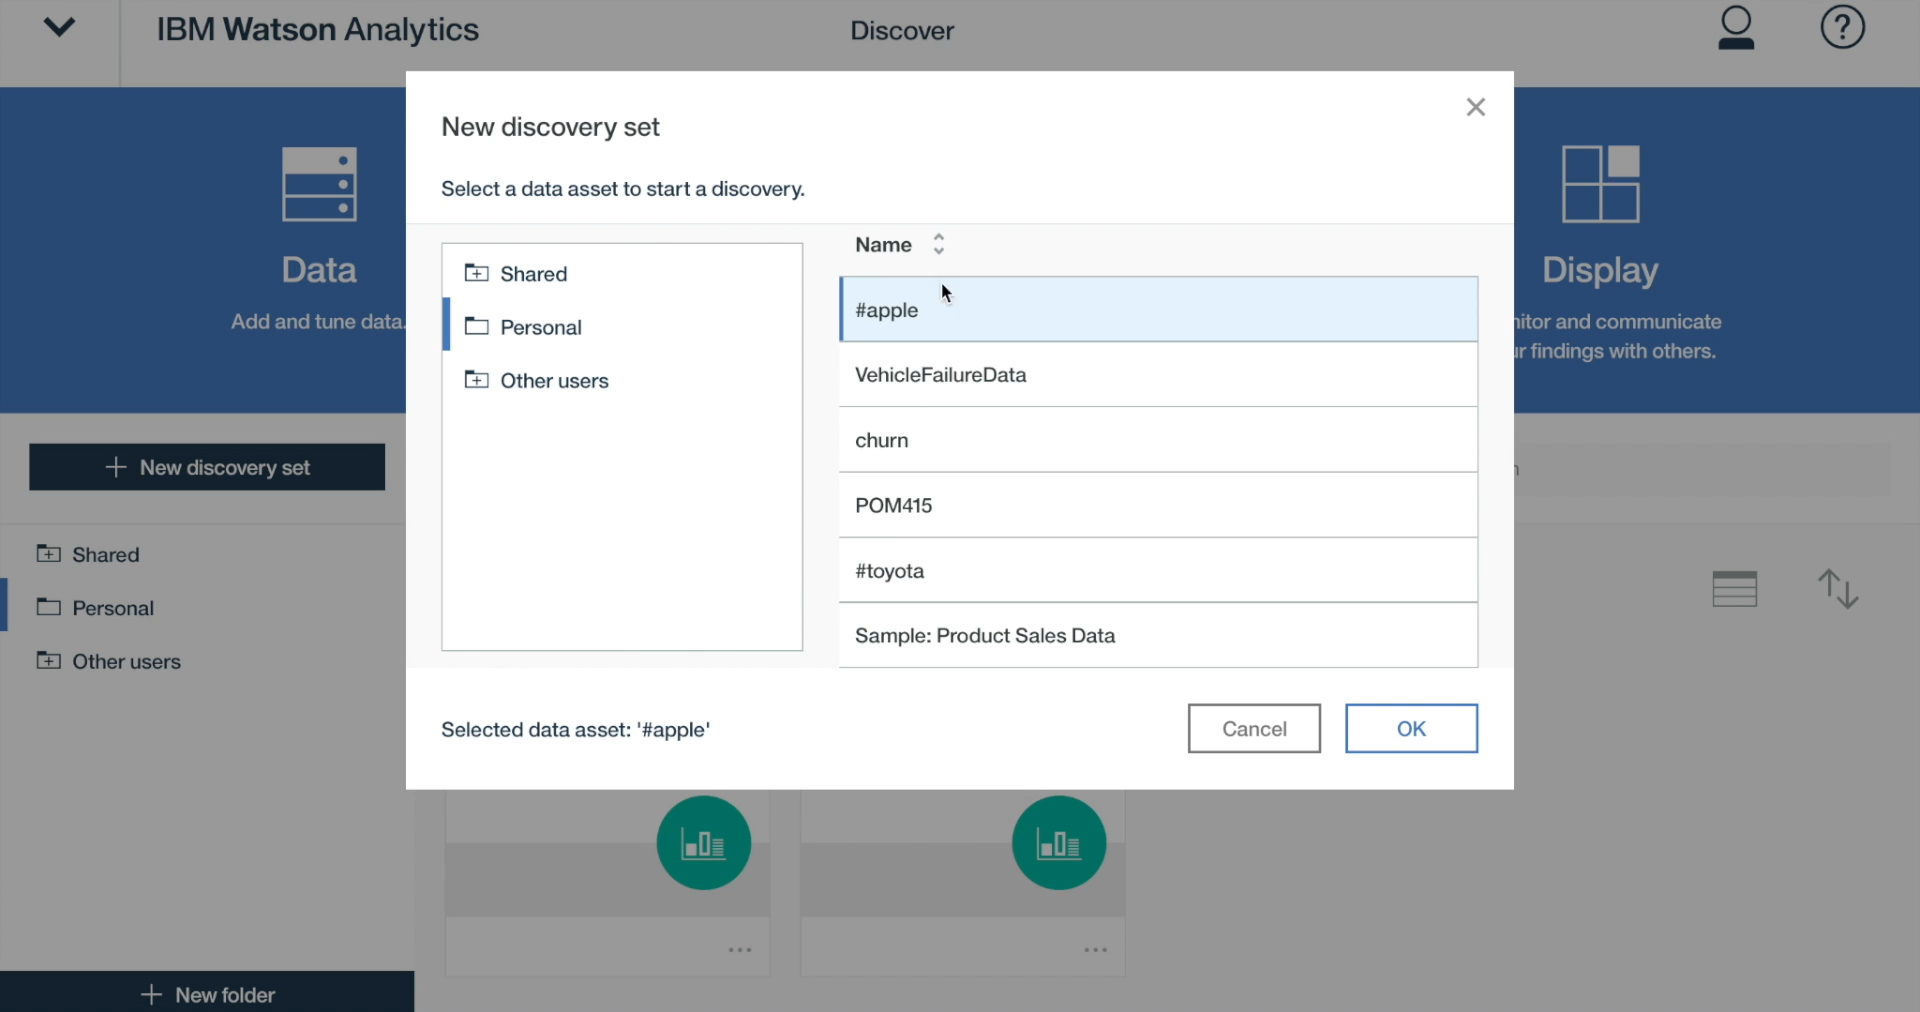 IBM Watson Analytics
Discover
?
New discovery set
Select a data asset to start a discovery.
Data
Add and tune data.
Display
itor and communicate
r findings with others.
Name
Shared
Personal
Other users
#apple
VehicleFailureData
churn
POM415
#toyota
Sample: Product Sales Data
Selected data asset: '#apple'
Cancel
OK
+ New discovery set
Shared
Personal
Other users
+ New folder